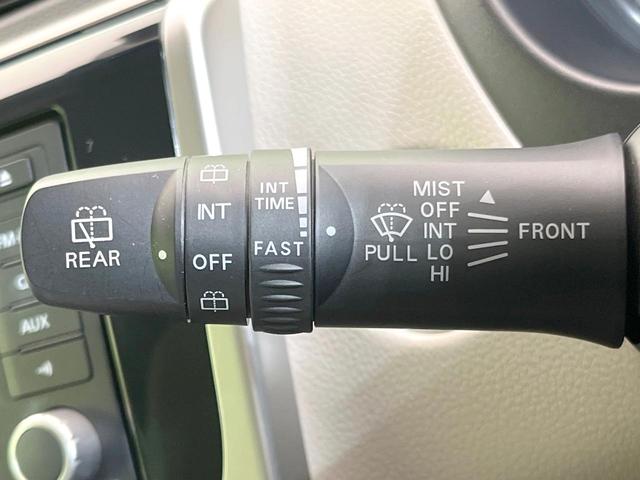 REAR
INT
OFF
INT
TIME
FAST
PULL
MIST
OFF
INT
LO
HI
FRONT
AUX